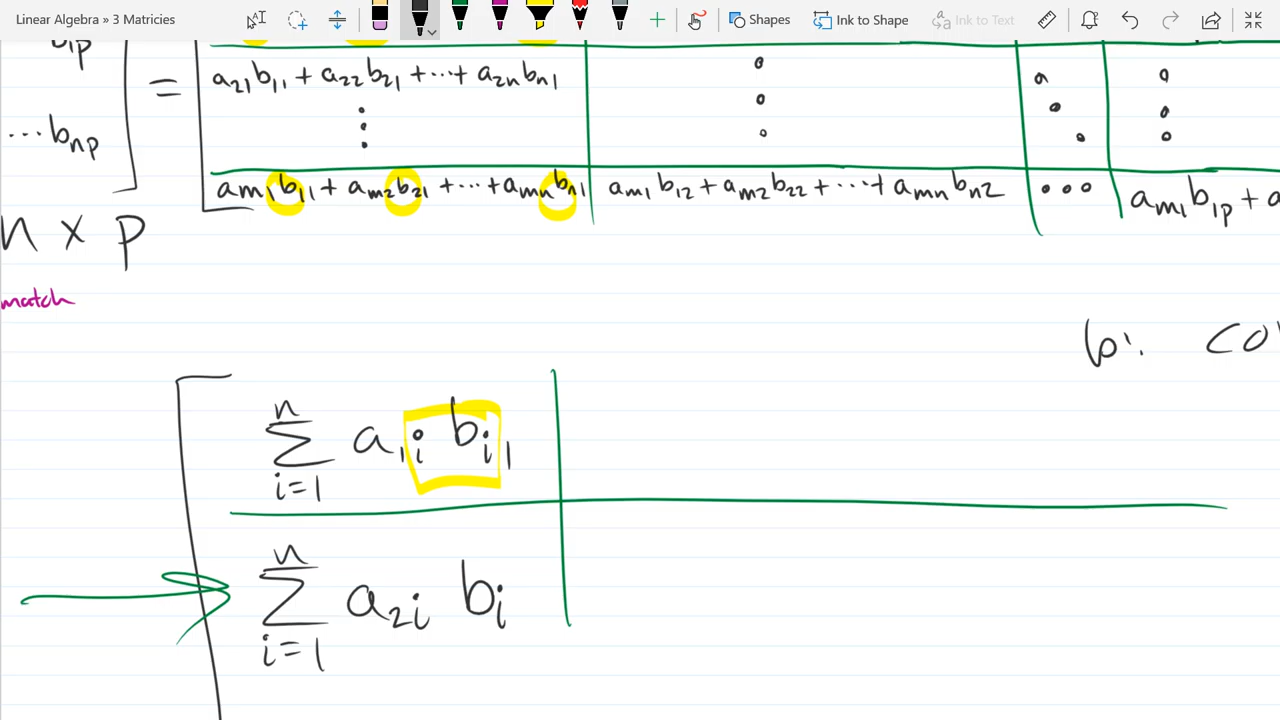 Linear Algebra » 3 Matricies
Shapes
Ink to Shape
Ink to Text
b1p
= a21b11 + a22b21 + ··· + a2nbn1
··· bnp
am1b11 + am2b21 + ··· + amnbn1 am1b12 + am2b22 + ··· + amnbn2 ··· am1b1p + a
n x p
match
b: co
n
Σ a1i bi1
i=1
n
Σ a2i bi
i=1